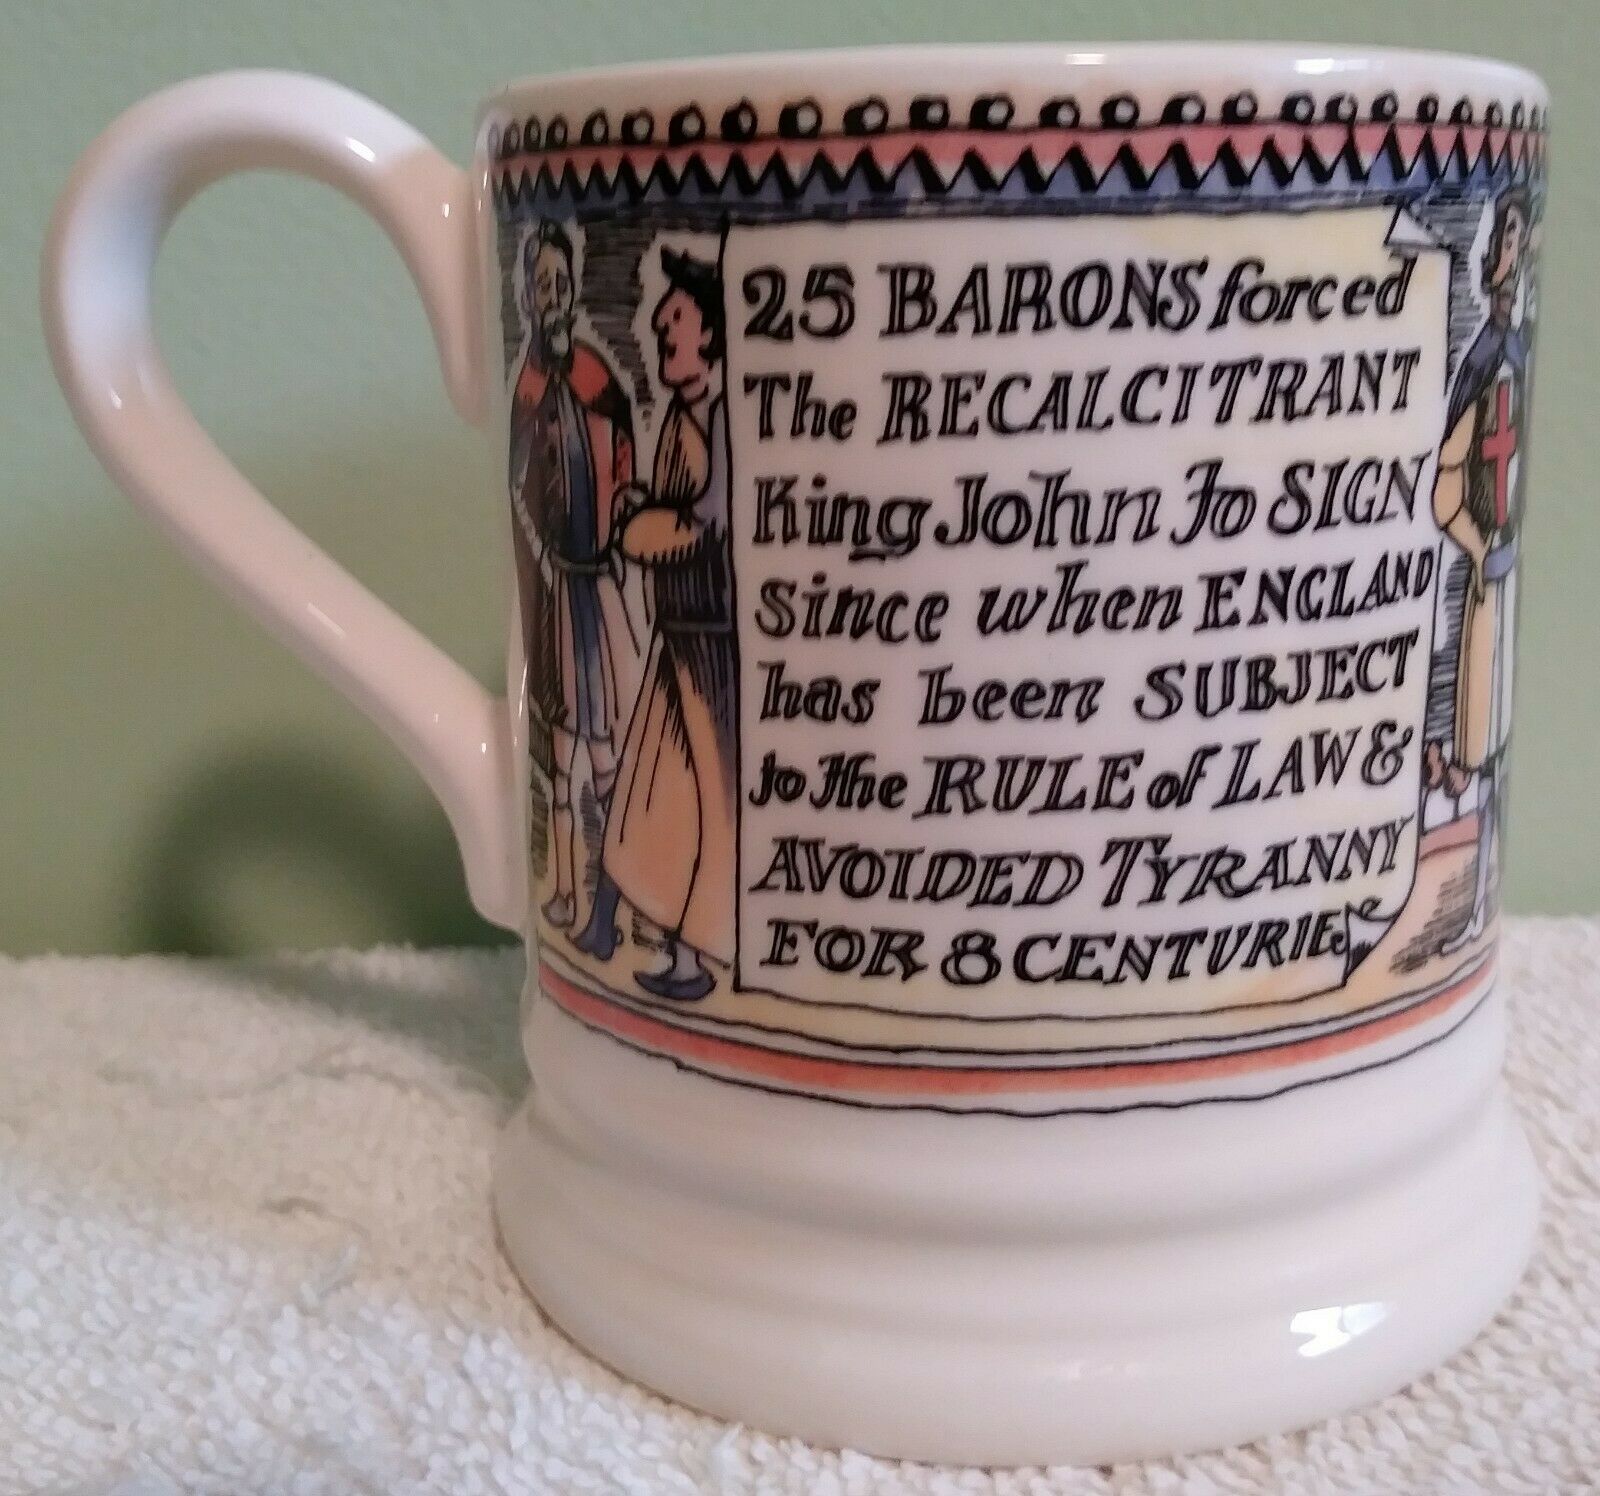 25 BARONS forced
The RECALCITRANT
King John To SIGN
Since when ENGLAND
has been SUBJECT
to the RULE of LAW &
AVOIDED TYRANNY
FOR 8 CENTURIES